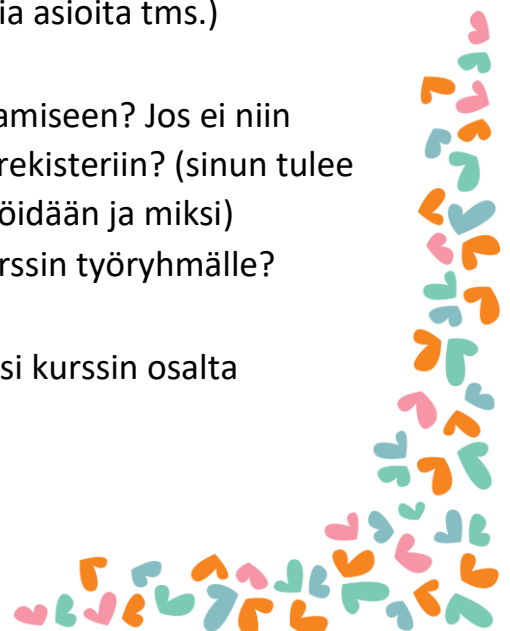 ia asioita tms.)
amiseen? Jos ei niin
rekisteriin? (sinun tulee
öidään ja miksi)
rssin työryhmälle?
si kurssin osalta